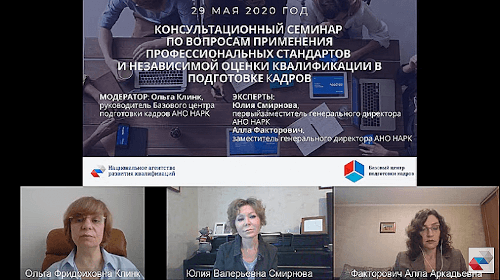 29 МАЯ 2020 ГОД
КОНСУЛЬТАЦИОННЫЙ СЕМИНАР
ПО ВОПРОСАМ ПРИМЕНЕНИЯ
ПРОФЕССИОНАЛЬНЫХ СТАНДАРТОВ
И НЕЗАВИСИМОЙ ОЦЕНКИ КВАЛИФИКАЦИИ В
ПОДГОТОВКЕ КАДРОВ
МОДЕРАТОР: Ольга Клинк,
руководитель Базового центра
подготовки кадров АНО НАРК
ЭКСПЕРТЫ:
Юлия Смирнова,
первыйзаместитель генерального директора
АНО НАРК
Алла Факторович,
заместитель генерального директора АНО НАРК
Национальное агентство
развития квалификаций
Базовый центр
подготовки кадров
Ольга Фридриховна Клинк
Юлия Валерьевна Смирнова
Факторович Алла Аркадьевна